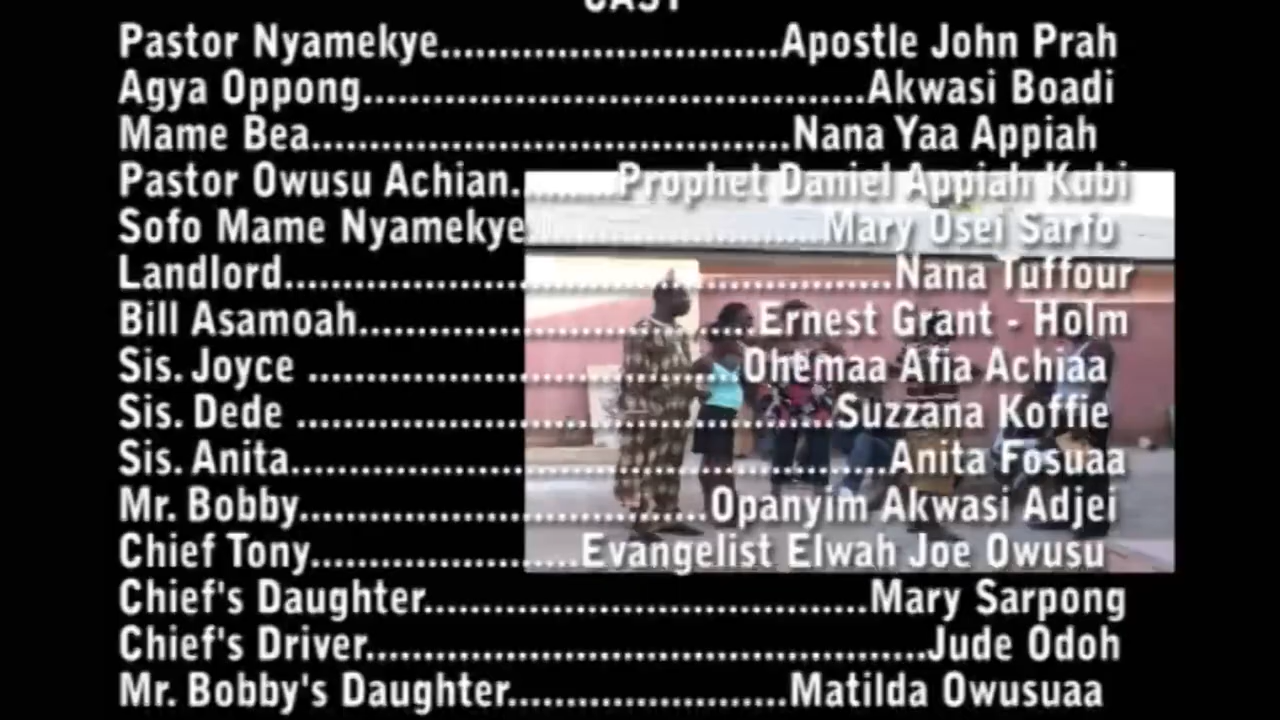 CAST
Pastor Nyamekye.............................Apostle John Prah
Agya Oppong...........................................Akwasi Boadi
Mame Bea.........................................Nana Yaa Appiah
Pastor Owusu Achian.........Prophet Daniel Appiah Kubi
Sofo Mame Nyamekye.........................Mary Osei Sarfo
Landlord....................................................Nana Tuffour
Bill Asamoah..................................Ernest Grant - Holm
Sis. Joyce .....................................Ohemaa Afia Achiaa
Sis. Dede ..............................................Suzzana Koffie
Sis. Anita...................................................Anita Fosuaa
Mr. Bobby...................................Opanyim Akwasi Adjei
Chief Tony.......................Evangelist Elwah Joe Owusu
Chief's Daughter......................................Mary Sarpong
Chief's Driver................................................Jude Odoh
Mr. Bobby's Daughter........................Matilda Owusuaa